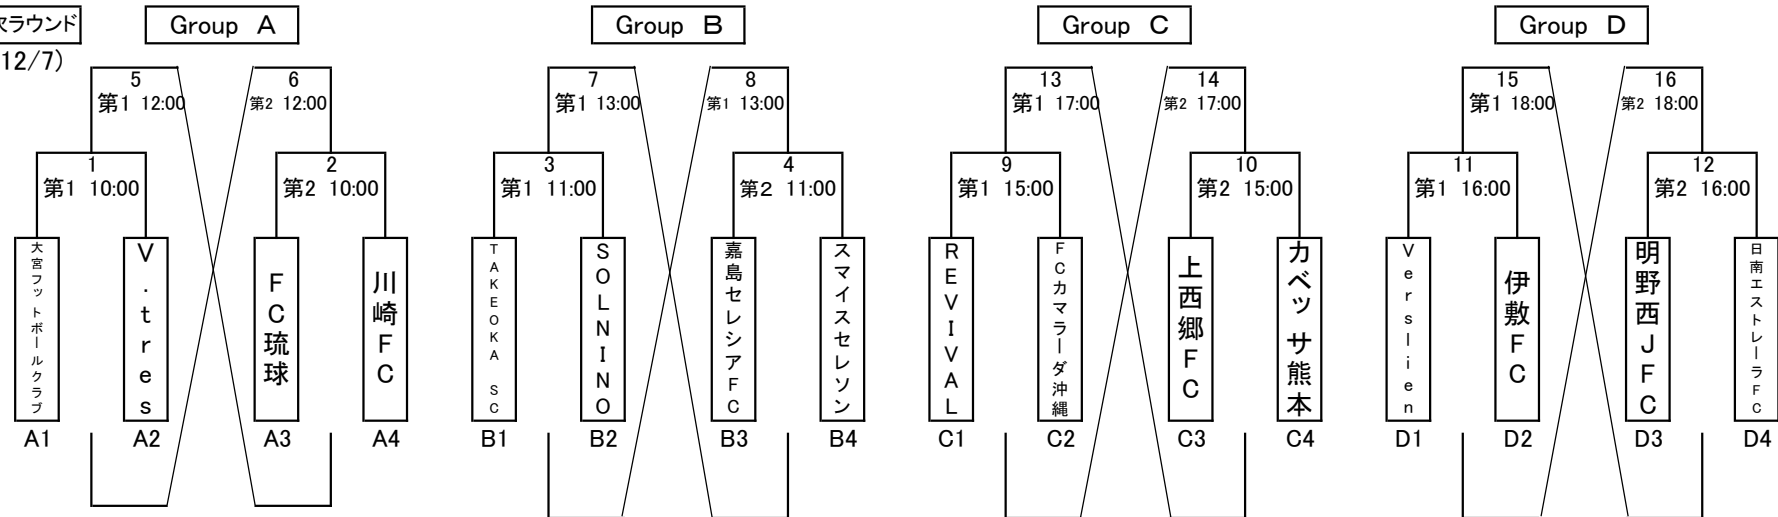 次ラウンド
12/7)
Group A
Group B
Group C
Group D
5
第1 12:00
6
第2 12:00
7
第1 13:00
8
第1 13:00
13
第1 17:00
14
第2 17:00
15
第1 18:00
16
第2 18:00
1
第1 10:00
2
第2 10:00
3
第1 11:00
4
第2 11:00
9
第1 15:00
10
第2 15:00
11
第1 16:00
12
第2 16:00
大宮フットボールクラブ
V.tres
FC琉球
川崎FC
TAKEOKA SC
SOLNINO
嘉島セレシアFC
スマイスセレソン
REVIVAL
FCカマラーダ沖縄
上西郷FC
カベッサ熊本
Verslien
伊敷FC
明野西JFC
日南エストレーラFC
A1
A2
A3
A4
B1
B2
B3
B4
C1
C2
C3
C4
D1
D2
D3
D4